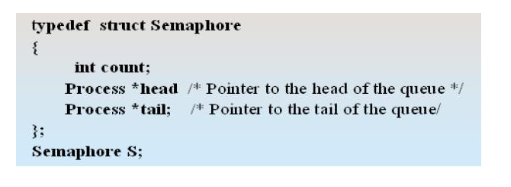 typedef struct Semaphore
{
int count;
Process *head /* Pointer to the head of the queue */
Process *tail; /* Pointer to the tail of the queue/
};
Semaphore S;